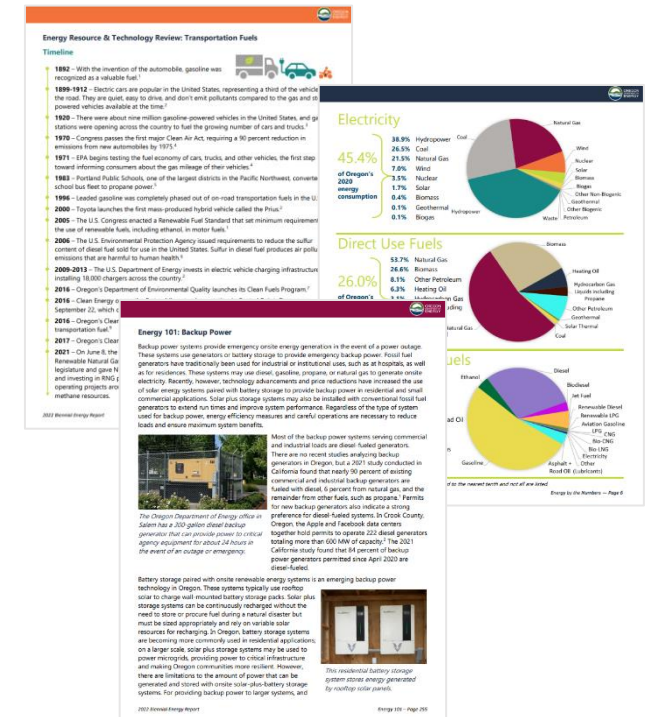 Energy Resource & Technology Review: Transportation Fuels
Timeline
1892 – With the invention of the automobile, gasoline was
recognized as a valuable fuel.¹
1899-1912 – Electric cars are popular in the United States, representing a third of the vehicle
the road. They are quiet, easy to drive, and don't emit pollutants compared to the gas and st
powered vehicles available at the time.²
1920 – There were about nine million gasoline-powered vehicles in the United States, and ga
stations were opening across the country to fuel the growing number of cars and trucks.³
1970 – Congress passes the first major Clean Air Act, requiring a 90 percent reduction in
emissions from new automobiles by 1975.⁴
1971 – EPA begins testing the fuel economy of cars, trucks, and other vehicles, the first step
toward informing consumers about the gas mileage of their vehicles.
1983 – Portland Public Schools, one of the largest districts in the Pacific Northwest, converte
school bus fleet to propane power.⁵
1996 – Leaded gasoline was completely phased out of on-road transportation fuels in the U.
2000 – Toyota launches the first mass-produced hybrid vehicle called the Prius.²
2005 – The U.S. Congress enacted a Renewable Fuel Standard that set minimum requiremen
the use of renewable fuels, including ethanol, in motor fuels.⁷
2006 – The U.S. Environmental Protection Agency issued requirements to reduce the sulfur
content of diesel fuel sold for use in the United States. Sulfur in diesel fuel produces air pollu
emissions that are harmful to human health.
2009-2013 – The U.S. Department of Energy invests in electric vehicle charging infrastructure
installing 18,000 chargers across the country.²
2016 – Oregon's Department of Environmental Quality launches its Clean Fuels Program.
2016 – Clean Energy o
September 22, which c
2016 – Oregon's Clean
transportation fuel.
2017 – Oregon's Clean
2021 – On June 8, the
Renewable Natural Ga
legislature and gave N
and investing in RNG p
operating projects aro
methane resources.
2022 Biennial Energy Report
OREGON
DEPARTMENT OF
ENERGY
Electricity
45.4%
of Oregon's
2020
energy
consumption
38.9% Hydropower
26.5% Coal
21.5% Natural Gas
7.0% Wind
3.5% Nuclear
1.7% Solar
0.4% Biomass
0.1% Geothermal
0.1% Biogas
Coal
Natural Gas
Wind
Nuclear
Solar
Biomass
Biogas
Other Non-Biogenic
Geothermal
Other Biogenic
Petroleum
Waste
Hydropower
Direct Use Fuels
26.0%
of Oregon's
53.7% Natural Gas
26.6% Biomass
8.1% Other Petroleum
6.3% Heating Oil
Hydrocarbon Gas
Biomass
Heating Oil
Hydrocarbon Gas
Liquids Including
Propane
Other Petroleum
Geothermal
Solar Thermal
Coal
tural Gas
uels
Ethanol
Diesel
Biodiesel
Jet Fuel
Renewable Diesel
Renewable LPG
Aviation Gasoline
LPG
CNG
Bio-CNG
Bio-LNG
Electricity
Other
Asphalt +
Road Oil
(Lubricants)
Gasoline
ad Oil
d to the nearest tenth and not all are listed
Energy by the Numbers — Page 6
Energy 101: Backup Power
Backup power systems provide emergency onsite energy generation in the event of a power outage.
These systems use generators or battery storage to provide emergency backup power. Fossil fuel
generators have traditionally been used for industrial or institutional uses, such as at hospitals, as well
as for residences. These systems may use diesel, gasoline, propane, or natural gas to generate onsite
electricity. Recently, however, technology advancements and price reductions have increased the use
of solar energy systems paired with battery storage to provide backup power in residential and small
commercial applications. Solar plus storage systems may also be installed with conventional fossil fuel
generators to extend run times and improve system performance. Regardless of the type of system
used for backup power, energy efficiency measures and careful operations are necessary to reduce
loads and ensure maximum system benefits.
Most of the backup power systems serving commercial
and industrial loads are diesel-fueled generators.
There are no recent studies analyzing backup
generators in Oregon, but a 2021 study conducted in
California found that nearly 90 percent of existing
commercial and industrial backup generators are
fueled with diesel, 6 percent from natural gas, and the
remainder from other fuels, such as propane.¹ Permits
for new backup generators also indicate a strong
preference for diesel-fueled systems. In Crook County,
Oregon, the Apple and Facebook data centers
together hold permits to operate 222 diesel generators
totaling more than 600 MW of capacity.² The 2021
California study found that 84 percent of backup
power generators permitted since April 2020 are
diesel-fueled.
The Oregon Department of Energy office in
Salem has a 300-gallon diesel backup
generator that can provide power to critical
agency equipment for about 24 hours in
the event of an outage or emergency.
Battery storage paired with onsite renewable energy systems is an emerging backup power
technology in Oregon. These systems typically use rooftop
solar to charge wall-mounted battery storage packs. Solar plus
storage systems can be continuously recharged without the
need to store or procure fuel during a natural disaster but
must be sized appropriately and rely on variable solar
resources for recharging. In Oregon, battery storage systems
are becoming more commonly used in residential applications;
on a larger scale, solar plus storage systems may be used to
power microgrids, providing power to critical infrastructure
and making Oregon communities more resilient. However,
there are limitations to the amount of power that can be
generated and stored with onsite solar-plus-battery storage
systems. For providing backup power to larger systems, and
This residential battery storage
system stores energy generated
by rooftop solar panels.
2022 Biennial Energy Report
Energy 101 – Page 255